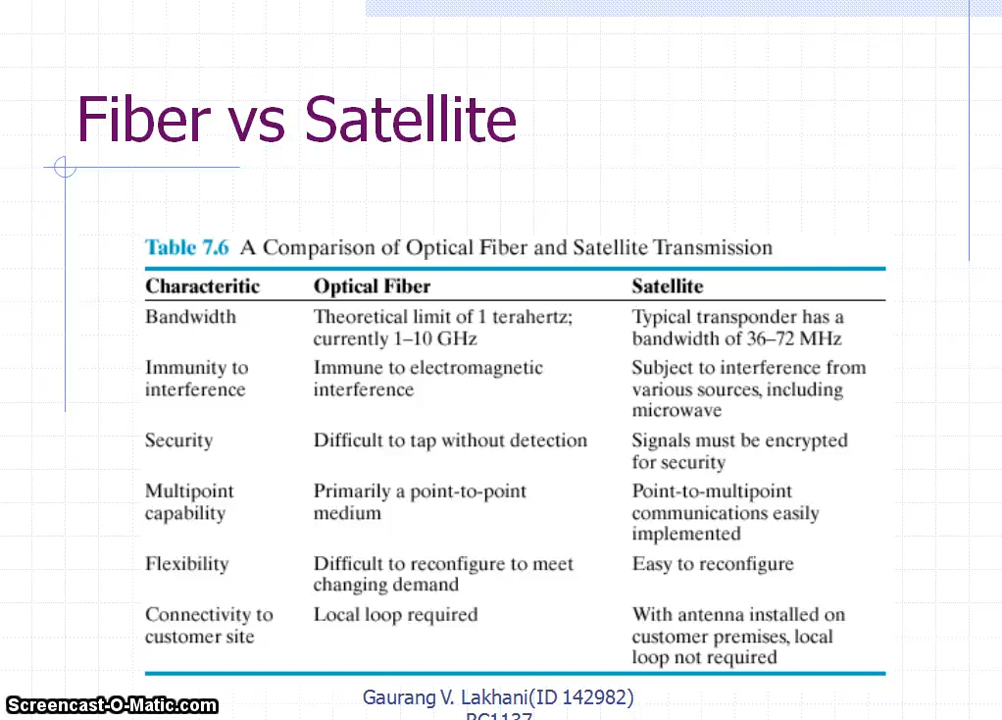 Fiber vs Satellite
Table 7.6 A Comparison of Optical Fiber and Satellite Transmission
Characteritic Optical Fiber Satellite
Bandwidth Theoretical limit of 1 terahertz; Typical transponder has a
currently 1–10 GHz bandwidth of 36–72 MHz
Immunity to Immune to electromagnetic Subject to interference from
interference interference various sources, including
microwave
Security Difficult to tap without detection Signals must be encrypted
for security
Multipoint Primarily a point-to-point Point-to-multipoint
capability medium communications easily
implemented
Flexibility Difficult to reconfigure to meet Easy to reconfigure
changing demand
Connectivity to Local loop required With antenna installed on
customer site customer premises, local
loop not required
Gaurang V. Lakhani(ID 142982)
Screencast-O-Matic.com